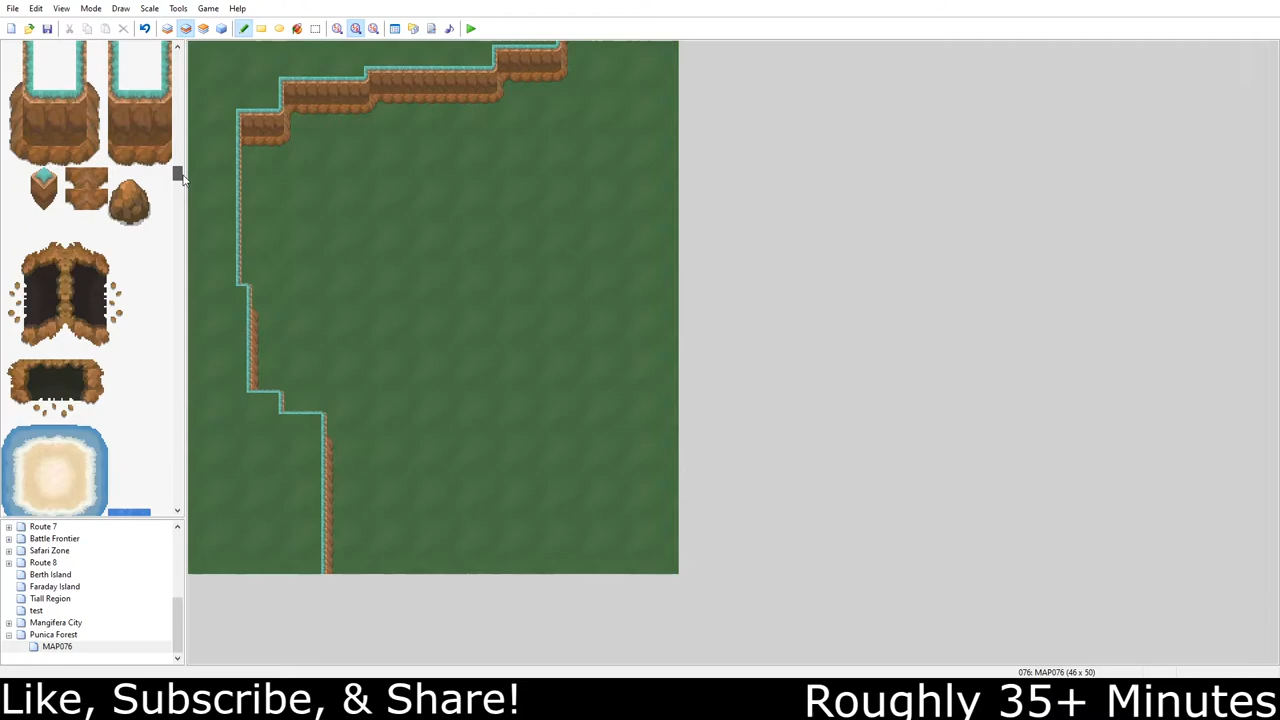 File Edit View Mode Draw Scale Tools Game Help
Route 7
Battle Frontier
Safari Zone
Route 8
Berth Island
Faraday Island
Tiall Region
test
Mangifera City
Punica Forest
MAP076
076: MAP076 (46 x 50)
Like, Subscribe, & Share! Roughly 35+ Minutes